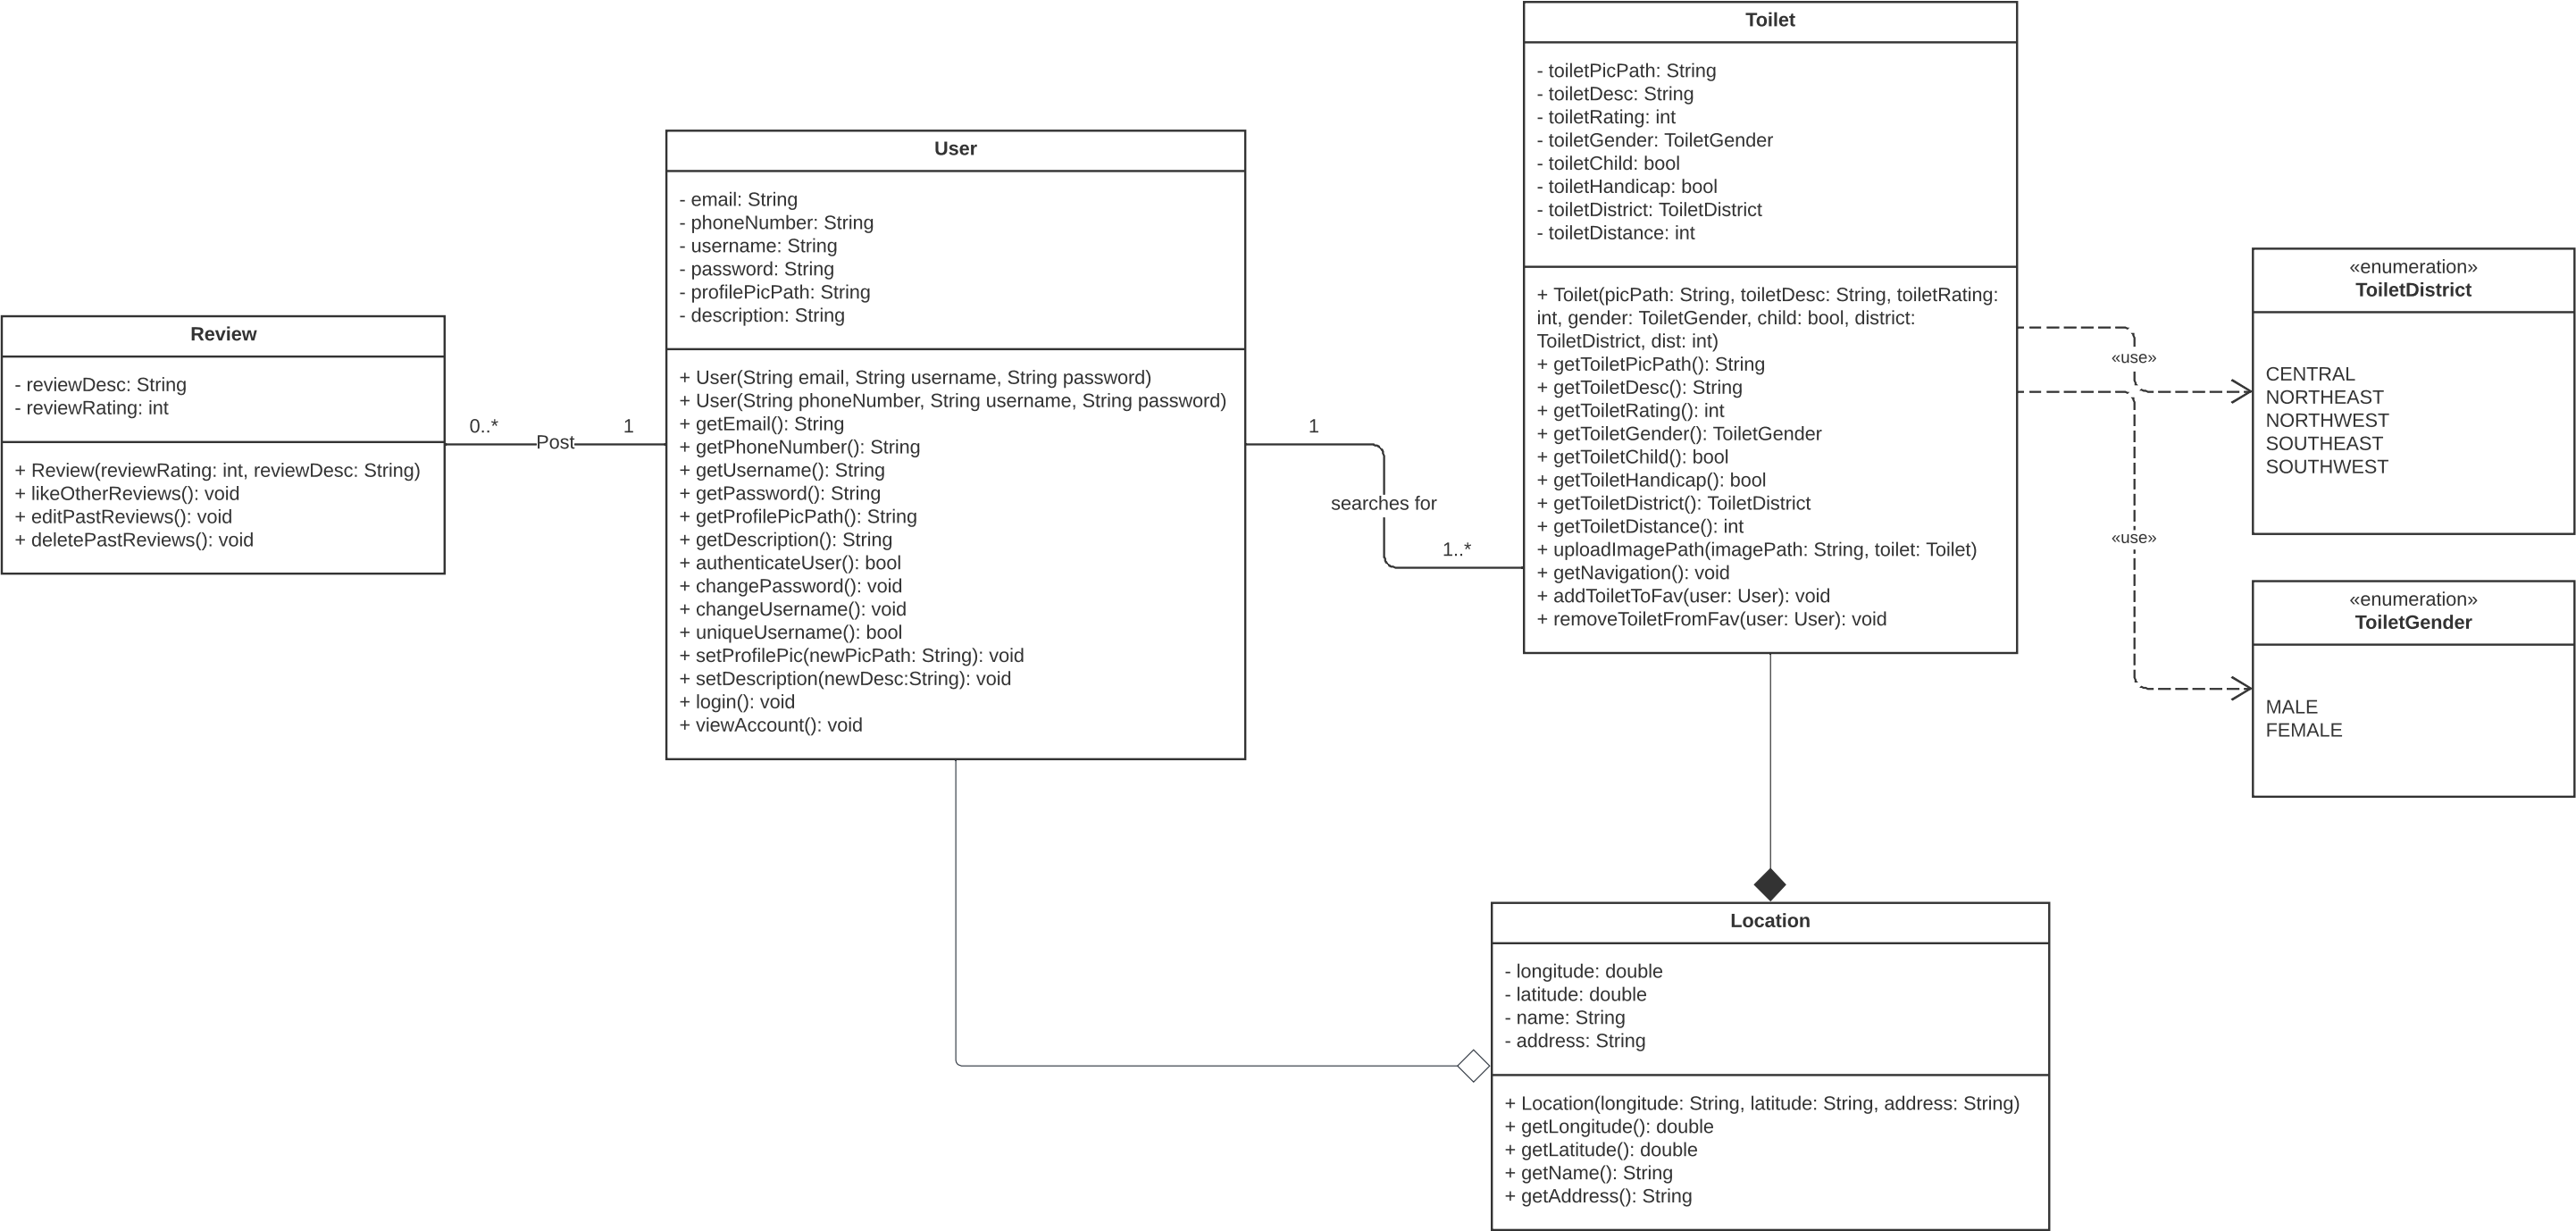 Review
- reviewDesc: String
- reviewRating: int
+ Review(reviewRating: int, reviewDesc: String)
+ likeOtherReviews(): void
+ editPastReviews(): void
+ deletePastReviews(): void
0..*
Post
1
User
- email: String
- phoneNumber: String
- username: String
- password: String
- profilePicPath: String
- description: String
+ User(String email, String username, String password)
+ User(String phoneNumber, String username, String password)
+ getEmail(): String
+ getPhoneNumber(): String
+ getUsername(): String
+ getPassword(): String
+ getProfilePicPath(): String
+ getDescription(): String
+ authenticateUser(): bool
+ changePassword(): void
+ changeUsername(): void
+ uniqueUsername(): bool
+ setProfilePic(newPicPath: String): void
+ setDescription(newDesc:String): void
+ login(): void
+ viewAccount(): void
1
searches for
1..*
Toilet
- toiletPicPath: String
- toiletDesc: String
- toiletRating: int
- toiletGender: ToiletGender
- toiletChild: bool
- toiletHandicap: bool
- toiletDistrict: ToiletDistrict
- toiletDistance: int
+ Toilet(picPath: String, toiletDesc: String, toiletRating:
int, gender: ToiletGender, child: bool, district:
ToiletDistrict, dist: int)
+ getToiletPicPath(): String
+ getToiletDesc(): String
+ getToiletRating(): int
+ getToiletGender(): ToiletGender
+ getToiletChild(): bool
+ getToiletHandicap(): bool
+ getToiletDistrict(): ToiletDistrict
+ getToiletDistance(): int
+ uploadImagePath(imagePath: String, toilet: Toilet)
+ getNavigation(): void
+ addToiletToFav(user: User): void
+ removeToiletFromFav(user: User): void
«use»
«use»
«enumeration»
ToiletDistrict
CENTRAL
NORTHEAST
NORTHWEST
SOUTHEAST
SOUTHWEST
«enumeration»
ToiletGender
MALE
FEMALE
Location
- longitude: double
- latitude: double
- name: String
- address: String
+ Location(longitude: String, latitude: String, address: String)
+ getLongitude(): double
+ getLatitude(): double
+ getName(): String
+ getAddress(): String